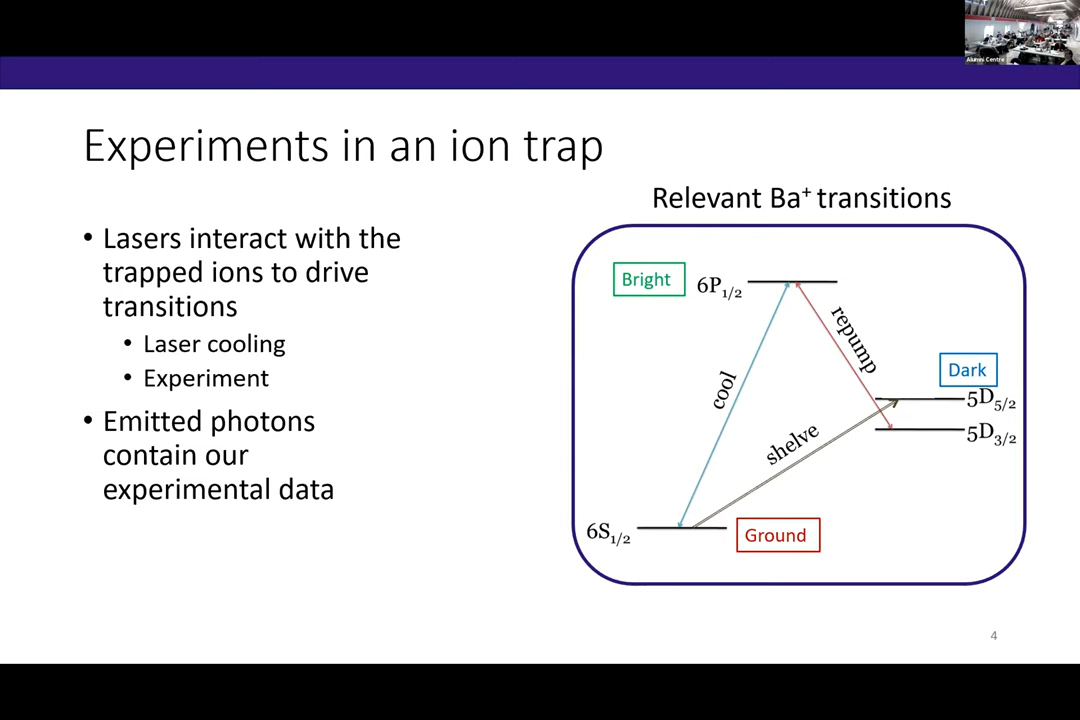 Alumni Centre
Experiments in an ion trap
Relevant Ba⁺ transitions
• Lasers interact with the
trapped ions to drive
transitions
• Laser cooling
• Experiment
• Emitted photons
contain our
experimental data
Bright
6P₁/₂
repump
cool
Dark
5D₅/₂
5D₃/₂
shelve
6S₁/₂
Ground
4